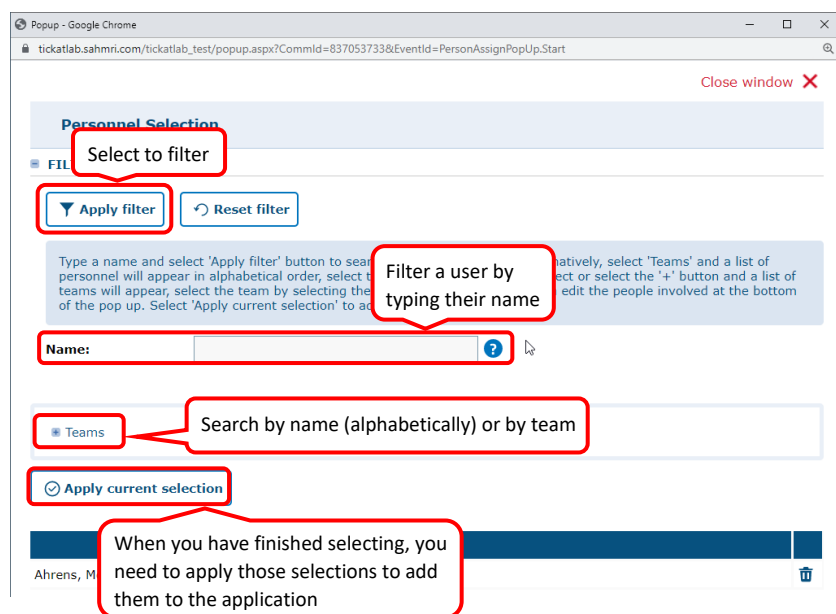 Popup - Google Chrome
tickatlab.sahmri.com/tickatlab_test/popup.aspx?CommId=837053733&EventId=PersonAssignPopUp.Start
Close window
Personnel Selection
Select to filter
FIL
Apply filter
Reset filter
Type a name and select 'Apply filter' button to sear natively, select 'Teams' and a list of
personnel will appear in alphabetical order, select t ect or select the '+' button and a list of
teams will appear, select the team by selecting the edit the people involved at the bottom
of the pop up. Select 'Apply current selection' to a
Filter a user by
typing their name
Name:
Teams
Search by name (alphabetically) or by team
Apply current selection
When you have finished selecting, you
need to apply those selections to add
them to the application
Ahrens, M